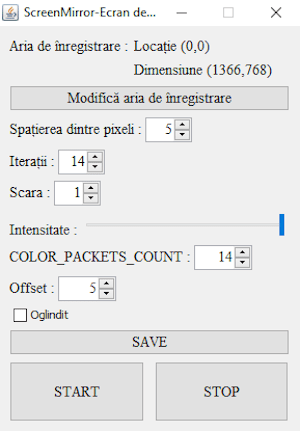 ScreenMirror-Ecran de...
Aria de înregistrare : Locație (0,0)
Dimensiune (1366,768)
Modifică aria de înregistrare
Spațierea dintre pixeli : 5
Iterații : 14
Scara : 1
Intensitate :
COLOR_PACKETS_COUNT : 14
Offset : 5
Oglindit
SAVE
START STOP